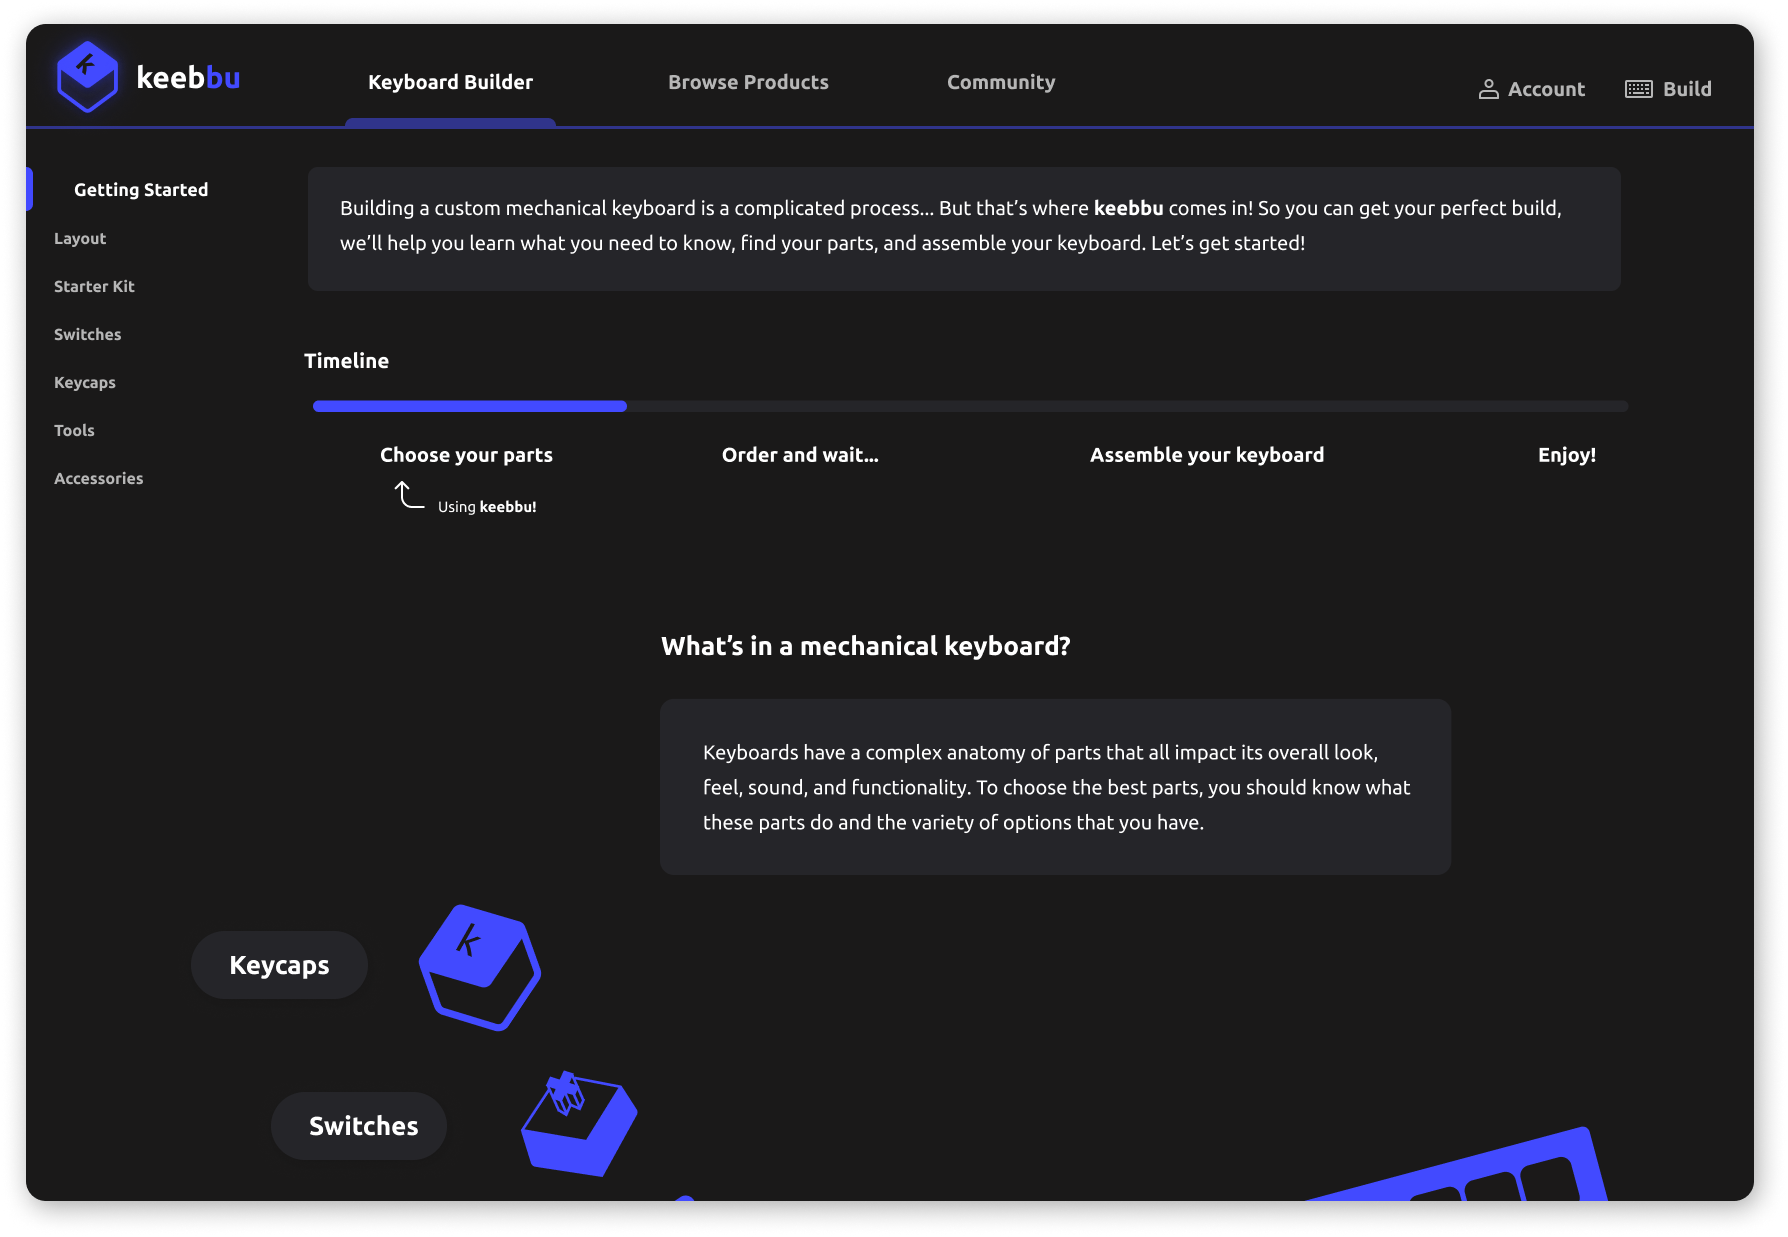 keebbu
Keyboard Builder
Browse Products
Community
Account
Build
Getting Started
Layout
Starter Kit
Switches
Keycaps
Tools
Accessories
Building a custom mechanical keyboard is a complicated process... But that’s where keebbu comes in! So you can get your perfect build,
we’ll help you learn what you need to know, find your parts, and assemble your keyboard. Let’s get started!
Timeline
Choose your parts
Order and wait...
Assemble your keyboard
Enjoy!
Using keebbu!
What’s in a mechanical keyboard?
Keyboards have a complex anatomy of parts that all impact its overall look,
feel, sound, and functionality. To choose the best parts, you should know what
these parts do and the variety of options that you have.
Keycaps
k
Switches